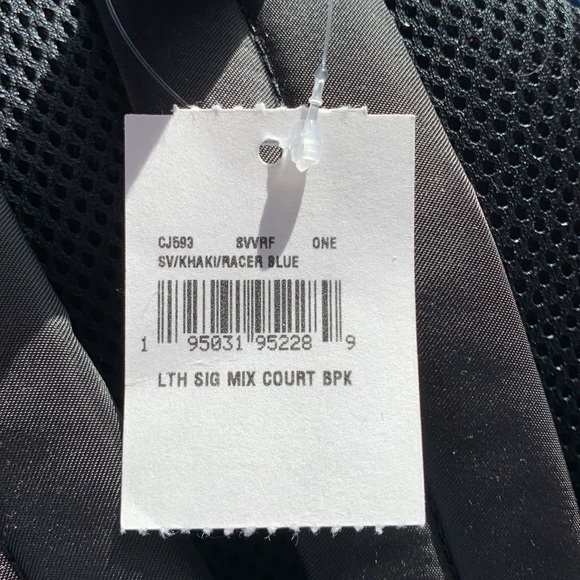 CJ593 SVVRF ONE
SV/KHAKI/RACER BLUE
1 95031 95228 9
LTH SIG MIX COURT BPK